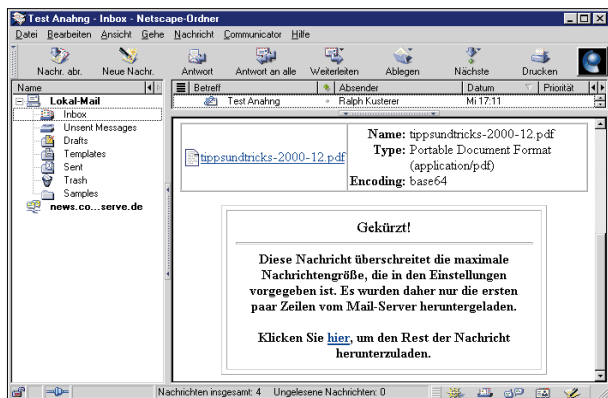 Test Anahng - Inbox - Netscape-Ordner
Datei Bearbeiten Ansicht Gehe Nachricht Communicator Hilfe
Nachr. abr. Neue Nachr. Antwort Antwort an alle Weiterleiten Ablegen Nächste Drucken
Name Betreff Absender Datum Priorität
Test Anahng Ralph Kusterer Mi 17:11
Lokal-Mail
Inbox
Unsent Messages
Drafts
Templates
Sent
Trash
Samples
news.co...serve.de
tippsundtricks-2000-12.pdf
Name: tippsundtricks-2000-12.pdf
Type: Portable Document Format
(application/pdf)
Encoding: base64
Gekürzt!
Diese Nachricht überschreitet die maximale
Nachrichtengröße, die in den Einstellungen
vorgegeben ist. Es wurden daher nur die ersten
paar Zeilen vom Mail-Server heruntergeladen.
Klicken Sie hier, um den Rest der Nachricht
herunterzuladen.
Nachrichten insgesamt: 4 Ungelesene Nachrichten: 0